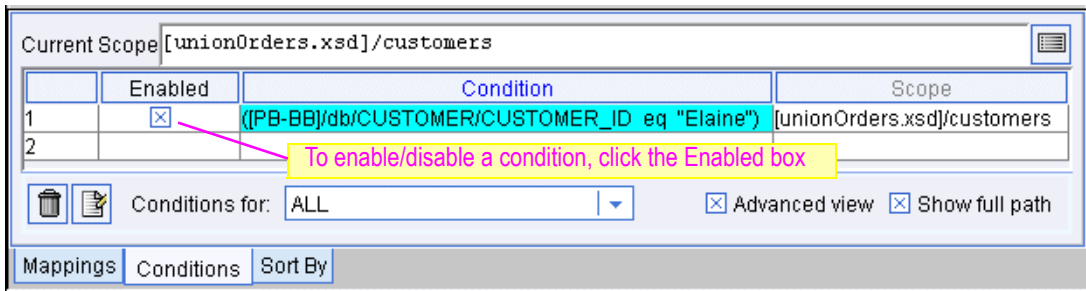 Current Scope [unionOrders.xsd]/customers
Enabled Condition Scope
1 ([PB-BB]/db/CUSTOMER/CUSTOMER_ID eq "Elaine") [unionOrders.xsd]/customers
2
To enable/disable a condition, click the Enabled box
Conditions for: ALL Advanced view Show full path
Mappings Conditions Sort By